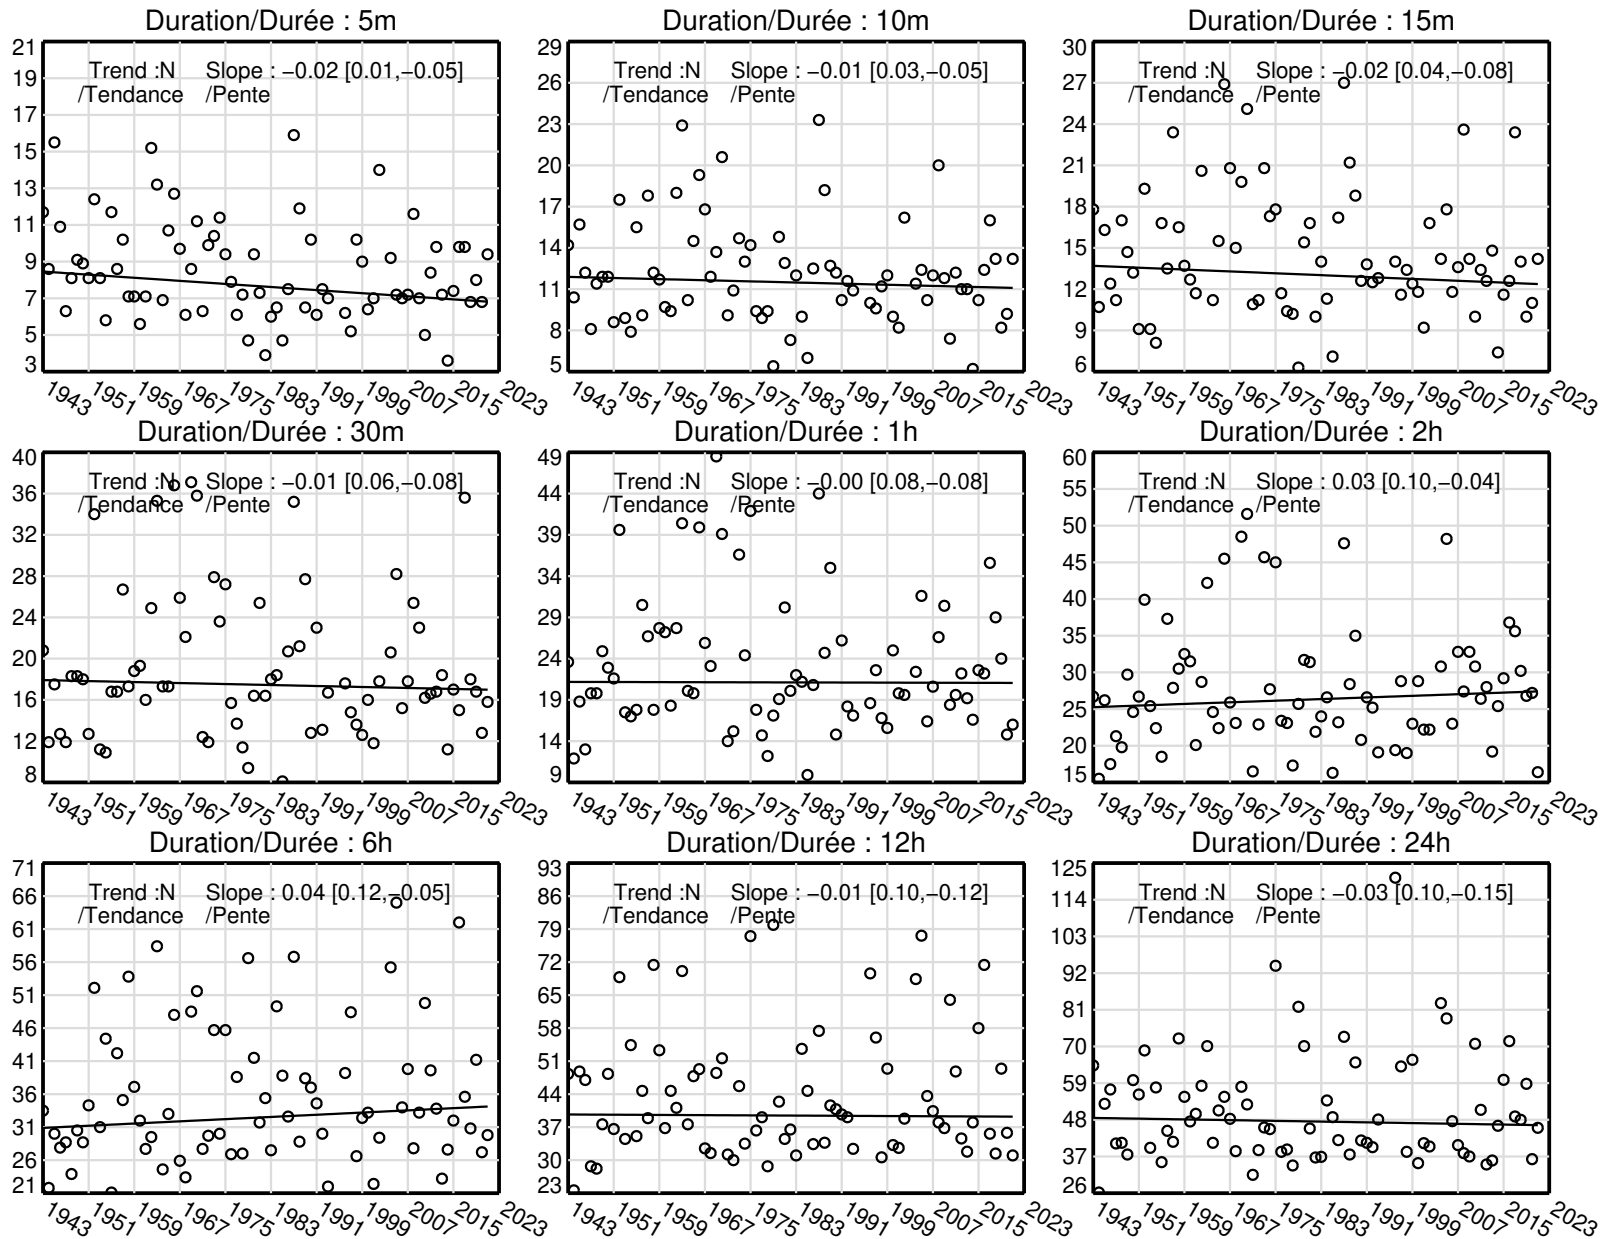 Duration/Durée : 5m
Trend :N Slope : −0.02 [0.01,−0.05]
/Tendance /Pente
21
19
17
15
13
11
9
7
5
3
1943 1951 1959 1967 1975 1983 1991 1999 2007 2015 2023
Duration/Durée : 10m
Trend :N Slope : −0.01 [0.03,−0.05]
/Tendance /Pente
29
26
23
20
17
14
11
8
5
1943 1951 1959 1967 1975 1983 1991 1999 2007 2015 2023
Duration/Durée : 15m
Trend :N Slope : −0.02 [0.04,−0.08]
/Tendance /Pente
30
27
24
21
18
15
12
9
6
1943 1951 1959 1967 1975 1983 1991 1999 2007 2015 2023
Duration/Durée : 30m
Trend :N Slope : −0.01 [0.06,−0.08]
/Tendance /Pente
40
36
32
28
24
20
16
12
8
1943 1951 1959 1967 1975 1983 1991 1999 2007 2015 2023
Duration/Durée : 1h
Trend :N Slope : −0.00 [0.08,−0.08]
/Tendance /Pente
49
44
39
34
29
24
19
14
9
1943 1951 1959 1967 1975 1983 1991 1999 2007 2015 2023
Duration/Durée : 2h
Trend :N Slope : 0.03 [0.10,−0.04]
/Tendance /Pente
60
55
50
45
40
35
30
25
20
15
1943 1951 1959 1967 1975 1983 1991 1999 2007 2015 2023
Duration/Durée : 6h
Trend :N Slope : 0.04 [0.12,−0.05]
/Tendance /Pente
71
66
61
56
51
46
41
36
31
26
21
1943 1951 1959 1967 1975 1983 1991 1999 2007 2015 2023
Duration/Durée : 12h
Trend :N Slope : −0.01 [0.10,−0.12]
/Tendance /Pente
93
86
79
72
65
58
51
44
37
30
23
1943 1951 1959 1967 1975 1983 1991 1999 2007 2015 2023
Duration/Durée : 24h
Trend :N Slope : −0.03 [0.10,−0.15]
/Tendance /Pente
125
114
103
92
81
70
59
48
37
26
1943 1951 1959 1967 1975 1983 1991 1999 2007 2015 2023